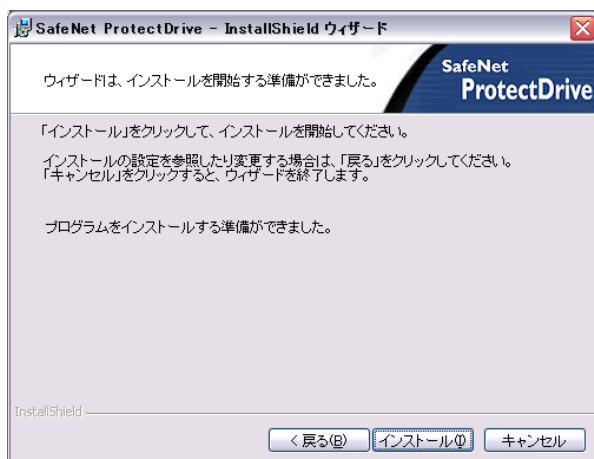 SafeNet ProtectDrive - InstallShield ウィザード
ウィザードは、インストールを開始する準備ができました。
SafeNet
ProtectDrive
「インストール」をクリックして、インストールを開始してください。
インストールの設定を参照したり変更する場合は、「戻る」をクリックしてください。
「キャンセル」をクリックすると、ウィザードを終了します。
プログラムをインストールする準備ができました。
InstallShield
< 戻る(B) インストール(I) キャンセル